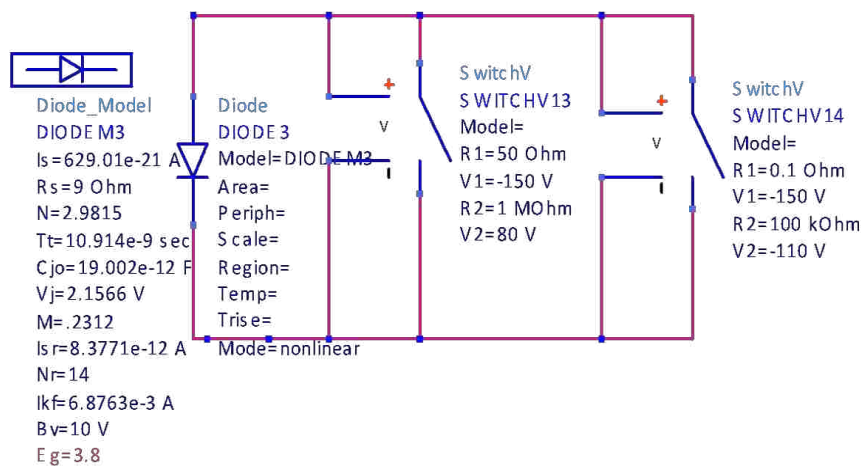 Diode_Model
DIODEM3
Is=629.01e-21 A
Rs=9 Ohm
N=2.9815
Tt=10.914e-9 sec
Cjo=19.002e-12 F
Vj=2.1566 V
M=.2312
Isr=8.3771e-12 A
Nr=14
Ikf=6.8763e-3 A
Bv=10 V
Eg=3.8
Diode
DIODE3
Model=DIODEM3
Area=
Periph=
Scale=
Region=
Temp=
Trise=
Mode=nonlinear
+
V
SwitchV
SWITCHV13
Model=
R1=50 Ohm
V1=-150 V
R2=1 MOhm
V2=80 V
+
V
SwitchV
SWITCHV14
Model=
R1=0.1 Ohm
V1=-150 V
R2=100 kOhm
V2=-110 V